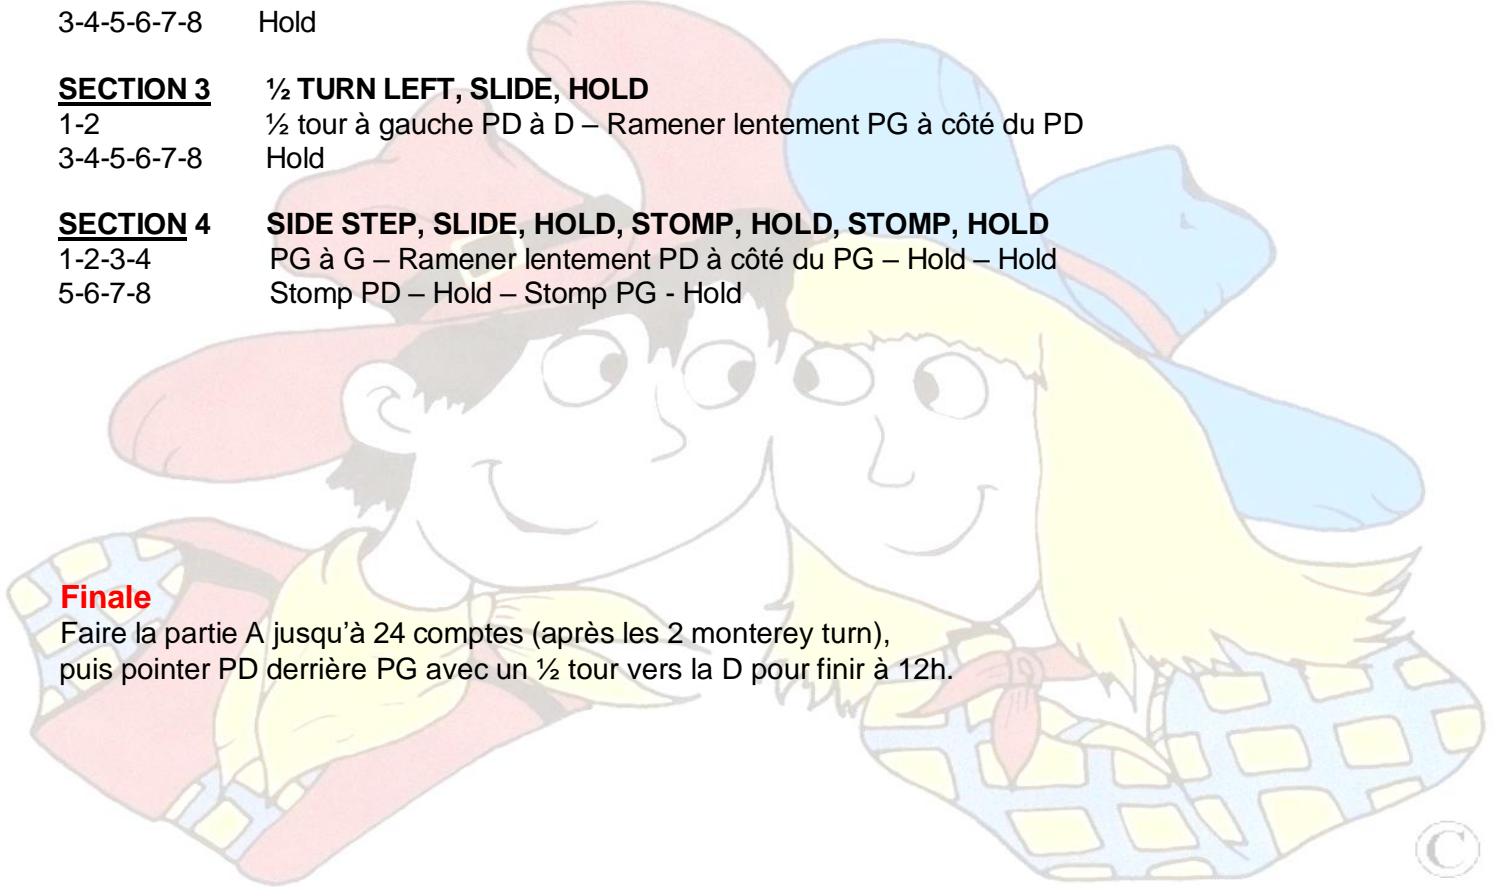 3-4-5-6-7-8 Hold
SECTION 3 ½ TURN LEFT, SLIDE, HOLD
1-2 ½ tour à gauche PD à D – Ramener lentement PG à côté du PD
3-4-5-6-7-8 Hold
SECTION 4 SIDE STEP, SLIDE, HOLD, STOMP, HOLD, STOMP, HOLD
1-2-3-4 PG à G – Ramener lentement PD à côté du PG – Hold – Hold
5-6-7-8 Stomp PD – Hold – Stomp PG - Hold
Finale
Faire la partie A jusqu'à 24 comptes (après les 2 monterey turn),
puis pointer PD derrière PG avec un ½ tour vers la D pour finir à 12h.
©